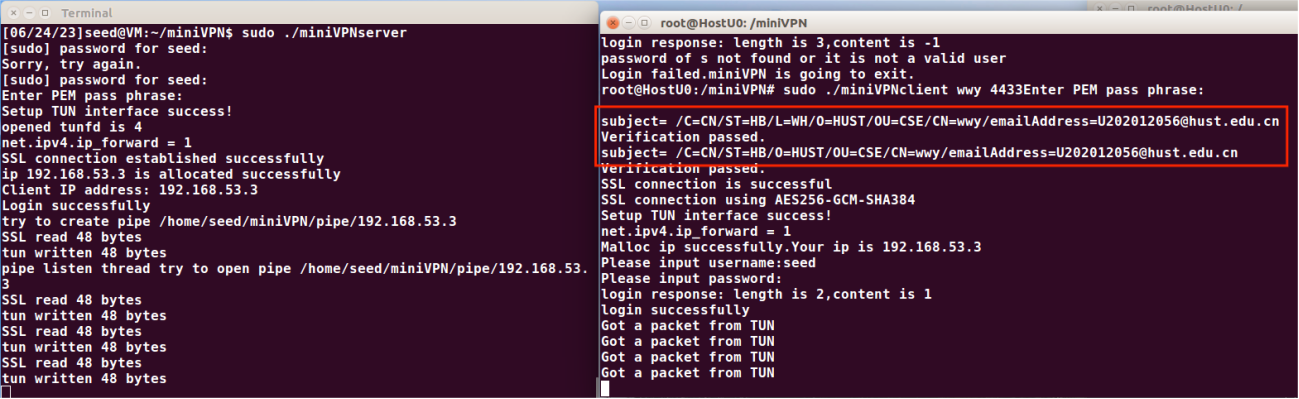 Terminal
[06/24/23]seed@VM:~/miniVPN$ sudo ./miniVPNserver
[sudo] password for seed:
Sorry, try again.
[sudo] password for seed:
Enter PEM pass phrase:
Setup TUN interface success!
opened tunfd is 4
net.ipv4.ip_forward = 1
SSL connection established successfully
ip 192.168.53.3 is allocated successfully
Client IP address: 192.168.53.3
Login successfully
try to create pipe /home/seed/miniVPN/pipe/192.168.53.3
SSL read 48 bytes
tun written 48 bytes
pipe listen thread try to open pipe /home/seed/miniVPN/pipe/192.168.53.
3
SSL read 48 bytes
tun written 48 bytes
SSL read 48 bytes
tun written 48 bytes
SSL read 48 bytes
tun written 48 bytes
root@HostU0: /
root@HostU0: /miniVPN
login response: length is 3,content is -1
password of s not found or it is not a valid user
Login failed.miniVPN is going to exit.
root@HostU0:/miniVPN# sudo ./miniVPNclient wwy 4433Enter PEM pass phrase:
subject= /C=CN/ST=HB/L=WH/O=HUST/OU=CSE/CN=wwy/emailAddress=U202012056@hust.edu.cn
Verification passed.
subject= /C=CN/ST=HB/O=HUST/OU=CSE/CN=wwy/emailAddress=U202012056@hust.edu.cn
Verification passed.
SSL connection is successful
SSL connection using AES256-GCM-SHA384
Setup TUN interface success!
net.ipv4.ip_forward = 1
Malloc ip successfully.Your ip is 192.168.53.3
Please input username:seed
Please input password:
login response: length is 2,content is 1
login successfully
Got a packet from TUN
Got a packet from TUN
Got a packet from TUN
Got a packet from TUN